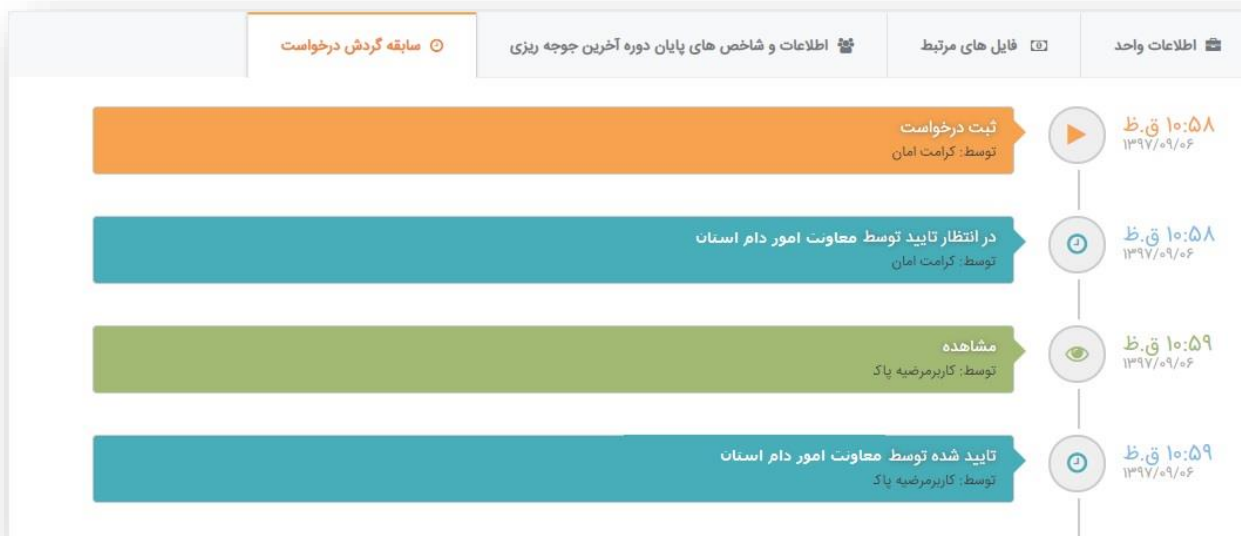 اطلاعات واحد
فایل های مرتبط
اطلاعات و شاخص های پایان دوره آخرین جوجه ریزی
سابقه گردش درخواست
۱۰:۵۸ ق.ظ
۱۳۹۷/۰۹/۰۶
ثبت درخواست
توسط: کرامت امان
۱۰:۵۸ ق.ظ
۱۳۹۷/۰۹/۰۶
در انتظار تایید توسط معاونت امور دام استان
توسط: کرامت امان
۱۰:۵۹ ق.ظ
۱۳۹۷/۰۹/۰۶
مشاهده
توسط: کاربرمرضیه پاک
۱۰:۵۹ ق.ظ
۱۳۹۷/۰۹/۰۶
تایید شده توسط معاونت امور دام استان
توسط: کاربرمرضیه پاک